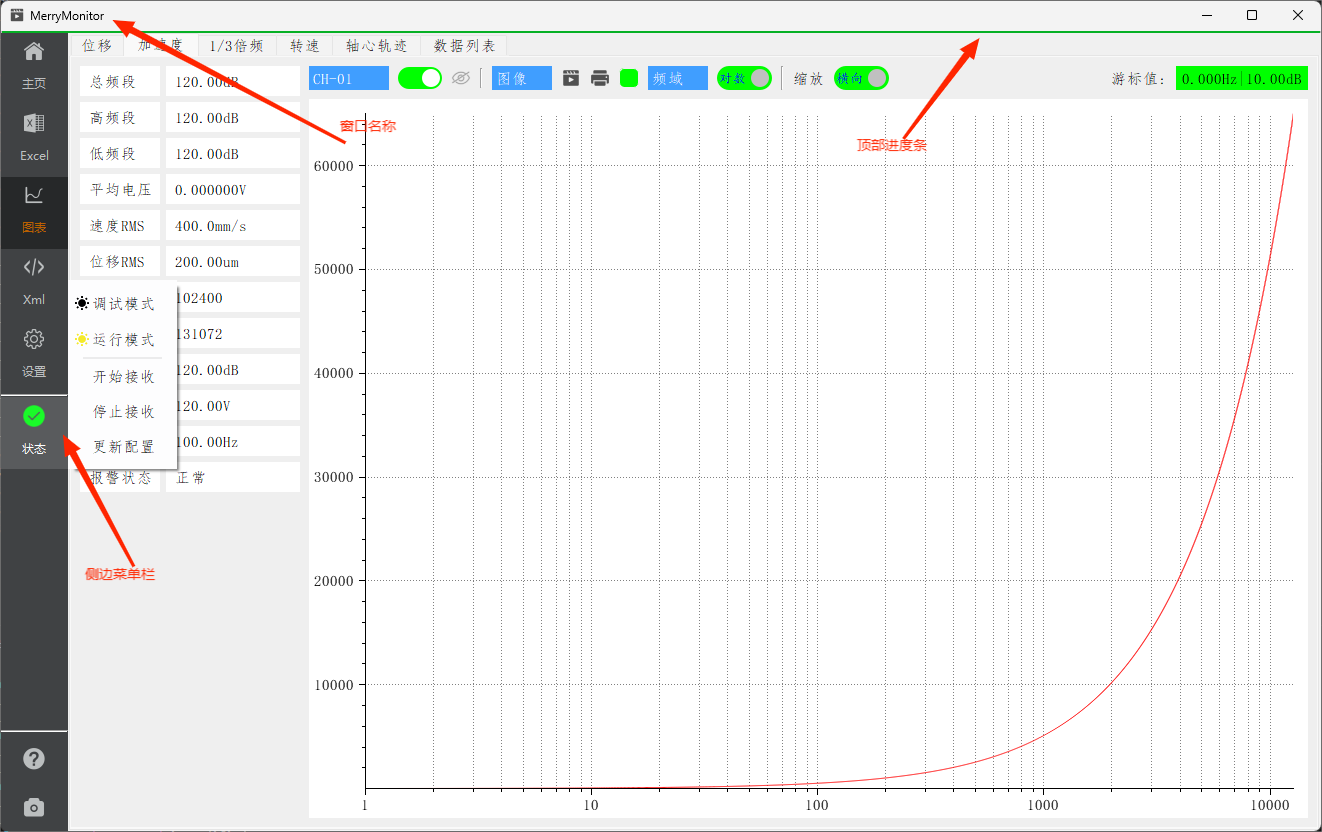 MerryMonitor
位移 加速度 1/3倍频 转速 轴心轨迹 数据列表
主页
Excel
图表
Xml
设置
状态
总频段 120.00dB
高频段 120.00dB
低频段 120.00dB
平均电压 0.000000V
速度RMS 400.0mm/s
位移RMS 200.00um
102400
131072
120.00dB
120.00V
100.00Hz
报警状态 正常
调试模式
运行模式
开始接收
停止接收
更新配置
侧边菜单栏
CH-01 图像 频域 对数 缩放 横向 游标值: 0.000Hz|10.00dB
窗口名称
顶部进度条
60000
50000
40000
30000
20000
10000
1 10 100 1000 10000